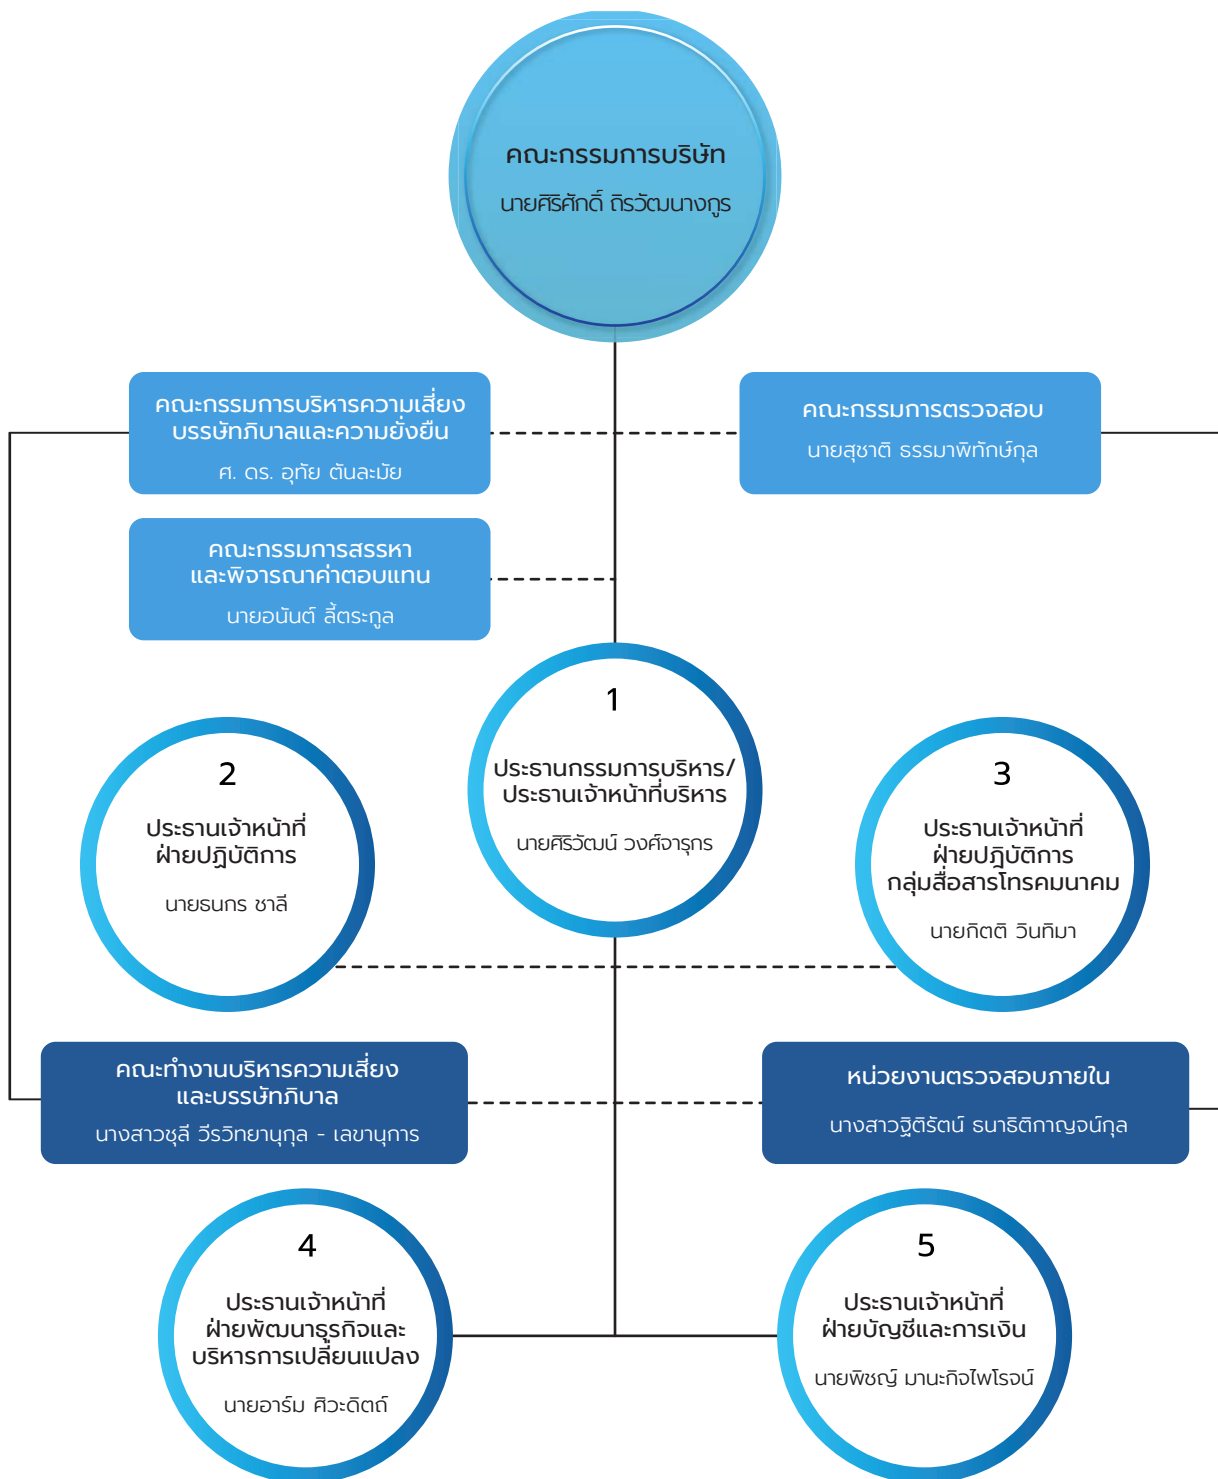 คณะกรรมการบริษัท
นายศิริศักดิ์ ถิรวัฒนางกูร
คณะกรรมการบริหารความเสี่ยง
บรรษัทภิบาลและความยั่งยืน
ศ. ดร. อุทัย ตันละมัย
คณะกรรมการตรวจสอบ
นายสุชาติ ธรรมาพิทักษ์กุล
คณะกรรมการสรรหา
และพิจารณาค่าตอบแทน
นายอนันต์ ลี้ตระกูล
1
ประธานกรรมการบริหาร/
ประธานเจ้าหน้าที่บริหาร
นายศิริวัฒน์ วงศ์จารุกร
2
ประธานเจ้าหน้าที่
ฝ่ายปฏิบัติการ
นายธนกร ชาลี
3
ประธานเจ้าหน้าที่
ฝ่ายปฏิบัติการ
กลุ่มสื่อสารโทรคมนาคม
นายกิตติ วินทิมา
คณะทำงานบริหารความเสี่ยง
และบรรษัทภิบาล
นางสาวชุลี วีรวิทยานุกุล - เลขานุการ
หน่วยงานตรวจสอบภายใน
นางสาวฐิติรัตน์ ธนาธิติกาญจน์กุล
4
ประธานเจ้าหน้าที่
ฝ่ายพัฒนาธุรกิจและ
บริหารการเปลี่ยนแปลง
นายอาร์ม ศิวะดิตถ์
5
ประธานเจ้าหน้าที่
ฝ่ายบัญชีและการเงิน
นายพิชญ์ มานะกิจไพโรจน์